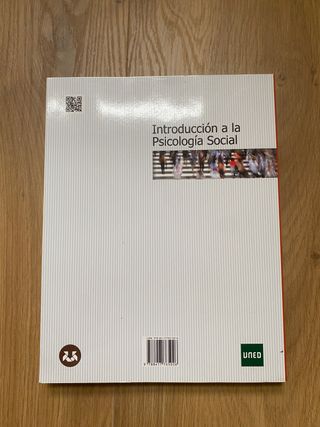 Introducción a la
Psicología Social
UNED